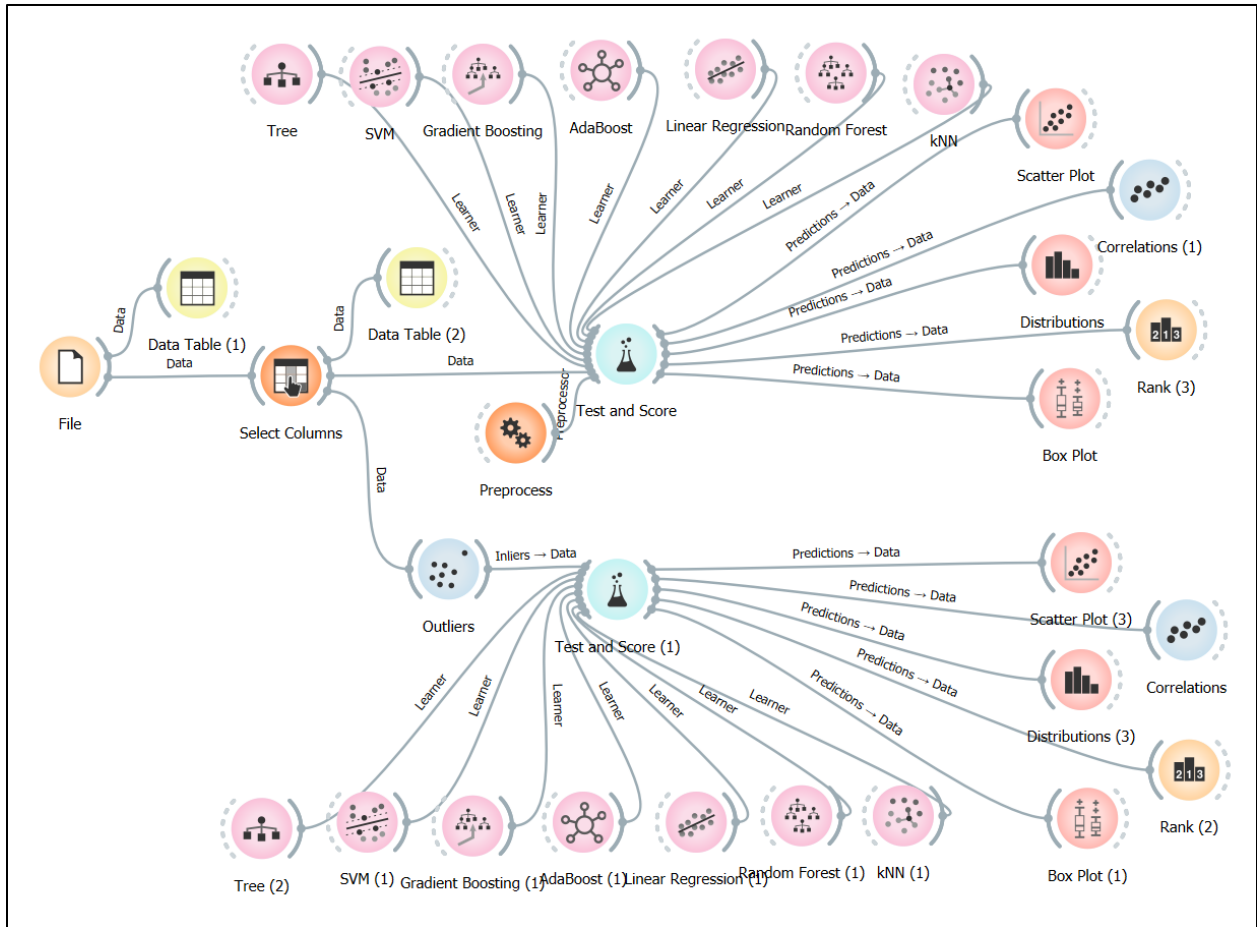 Tree
SVM
Gradient Boosting
AdaBoost
Linear Regression
Random Forest
kNN
Scatter Plot
Learner
Learner
Learner
Learner
Learner
Learner
Learner
Predictions → Data
Predictions → Data
Correlations (1)
Predictions → Data
Distributions
Data
Data Table (1)
Data
Data Table (2)
Predictions → Data
Rank (3)
Data
Data
File
Select Columns
Test and Score
Predictions → Data
Box Plot
Preprocessor
Preprocess
Data
Inliers → Data
Outliers
Test and Score (1)
Predictions → Data
Scatter Plot (3)
Predictions → Data
Correlations
Predictions → Data
Distributions (3)
Predictions → Data
Rank (2)
Predictions → Data
Box Plot (1)
Learner
Learner
Learner
Learner
Learner
Learner
Learner
Tree (2)
SVM (1)
Gradient Boosting (1)
AdaBoost (1)
Linear Regression (1)
Random Forest (1)
kNN (1)
213
213